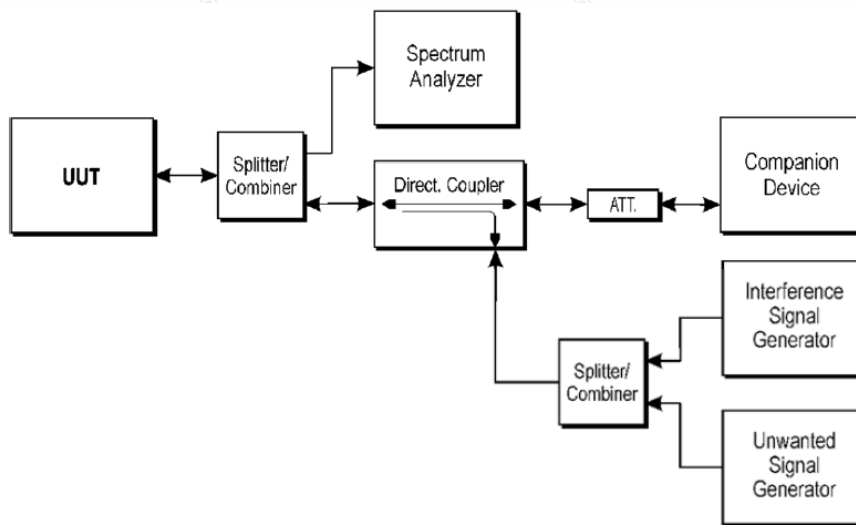 Spectrum
Analyzer
UUT
Splitter/
Combiner
Direct. Coupler
ATT.
Companion
Device
Interference
Signal
Generator
Splitter/
Combiner
Unwanted
Signal
Generator